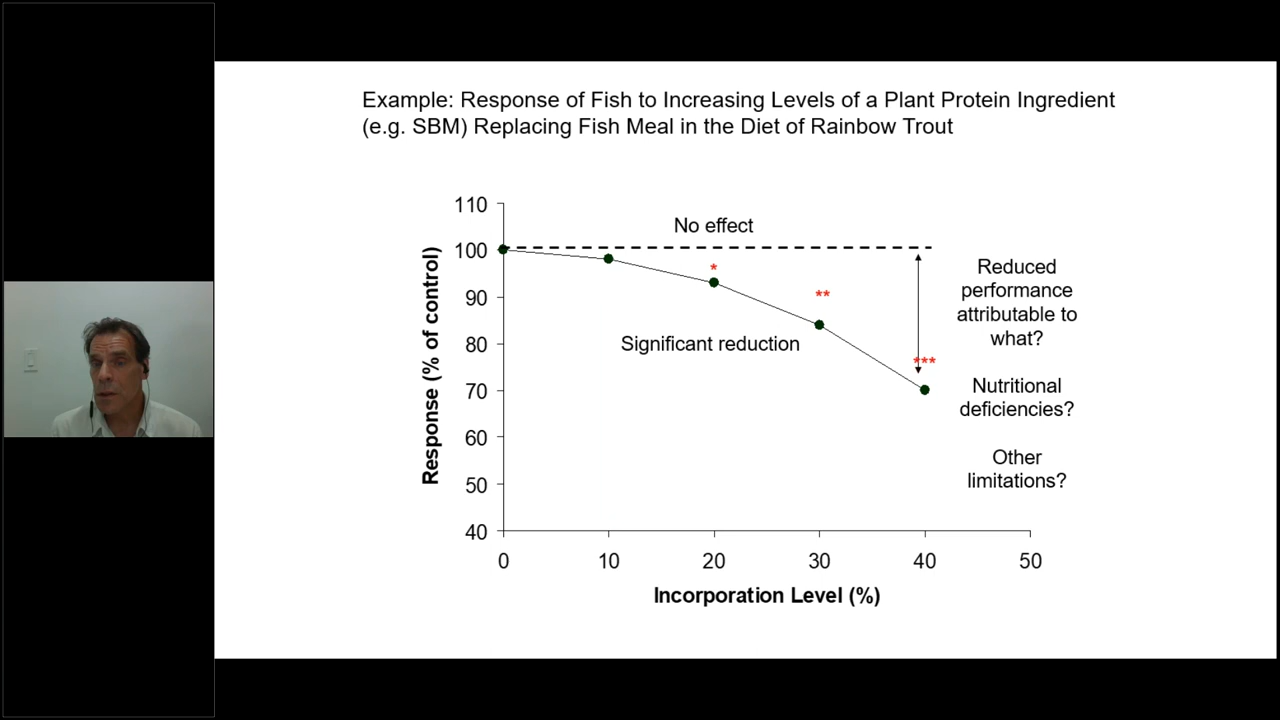 Example: Response of Fish to Increasing Levels of a Plant Protein Ingredient
(e.g. SBM) Replacing Fish Meal in the Diet of Rainbow Trout
110
100
90
80
70
60
50
40
Response (% of control)
No effect
*
**
***
Significant reduction
Reduced
performance
attributable to
what?
Nutritional
deficiencies?
Other
limitations?
0 10 20 30 40 50
Incorporation Level (%)